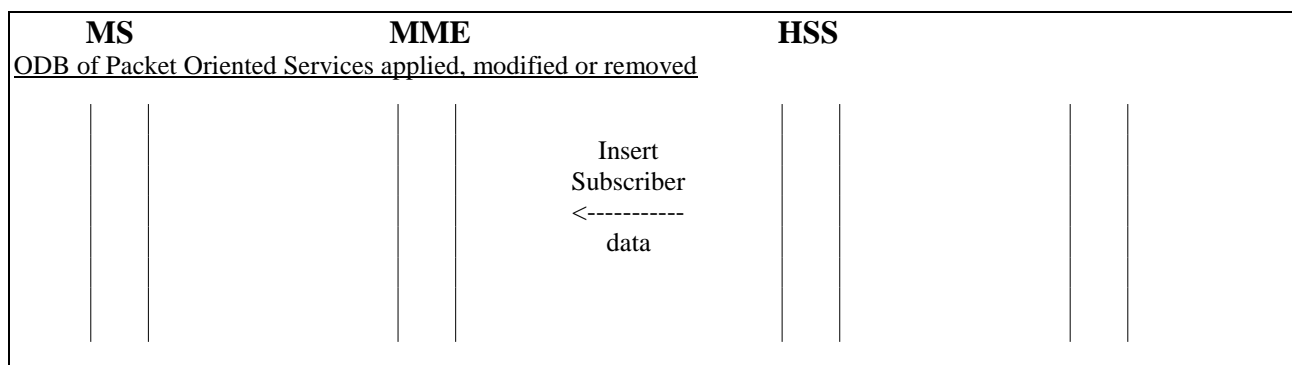 MS MME HSS
ODB of Packet Oriented Services applied, modified or removed
Insert
Subscriber
<-----------
data